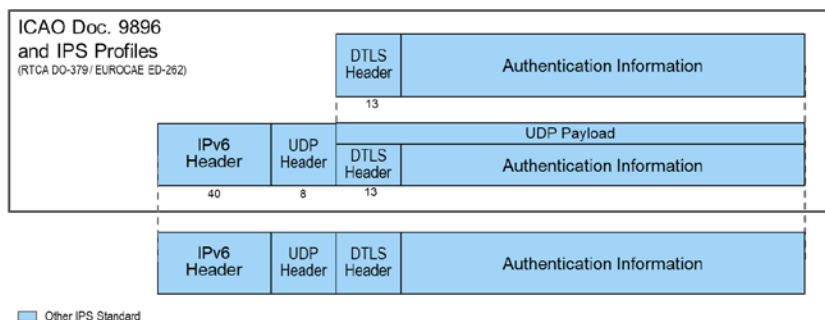 ICAO Doc. 9896
and IPS Profiles
(RTCA DO-379/ EUROCAE ED-262)
DTLS
Header
Authentication Information
13
UDP Payload
IPv6
Header
UDP
Header
DTLS
Header
Authentication Information
40
8
13
IPv6
Header
UDP
Header
DTLS
Header
Authentication Information
Other IPS Standard